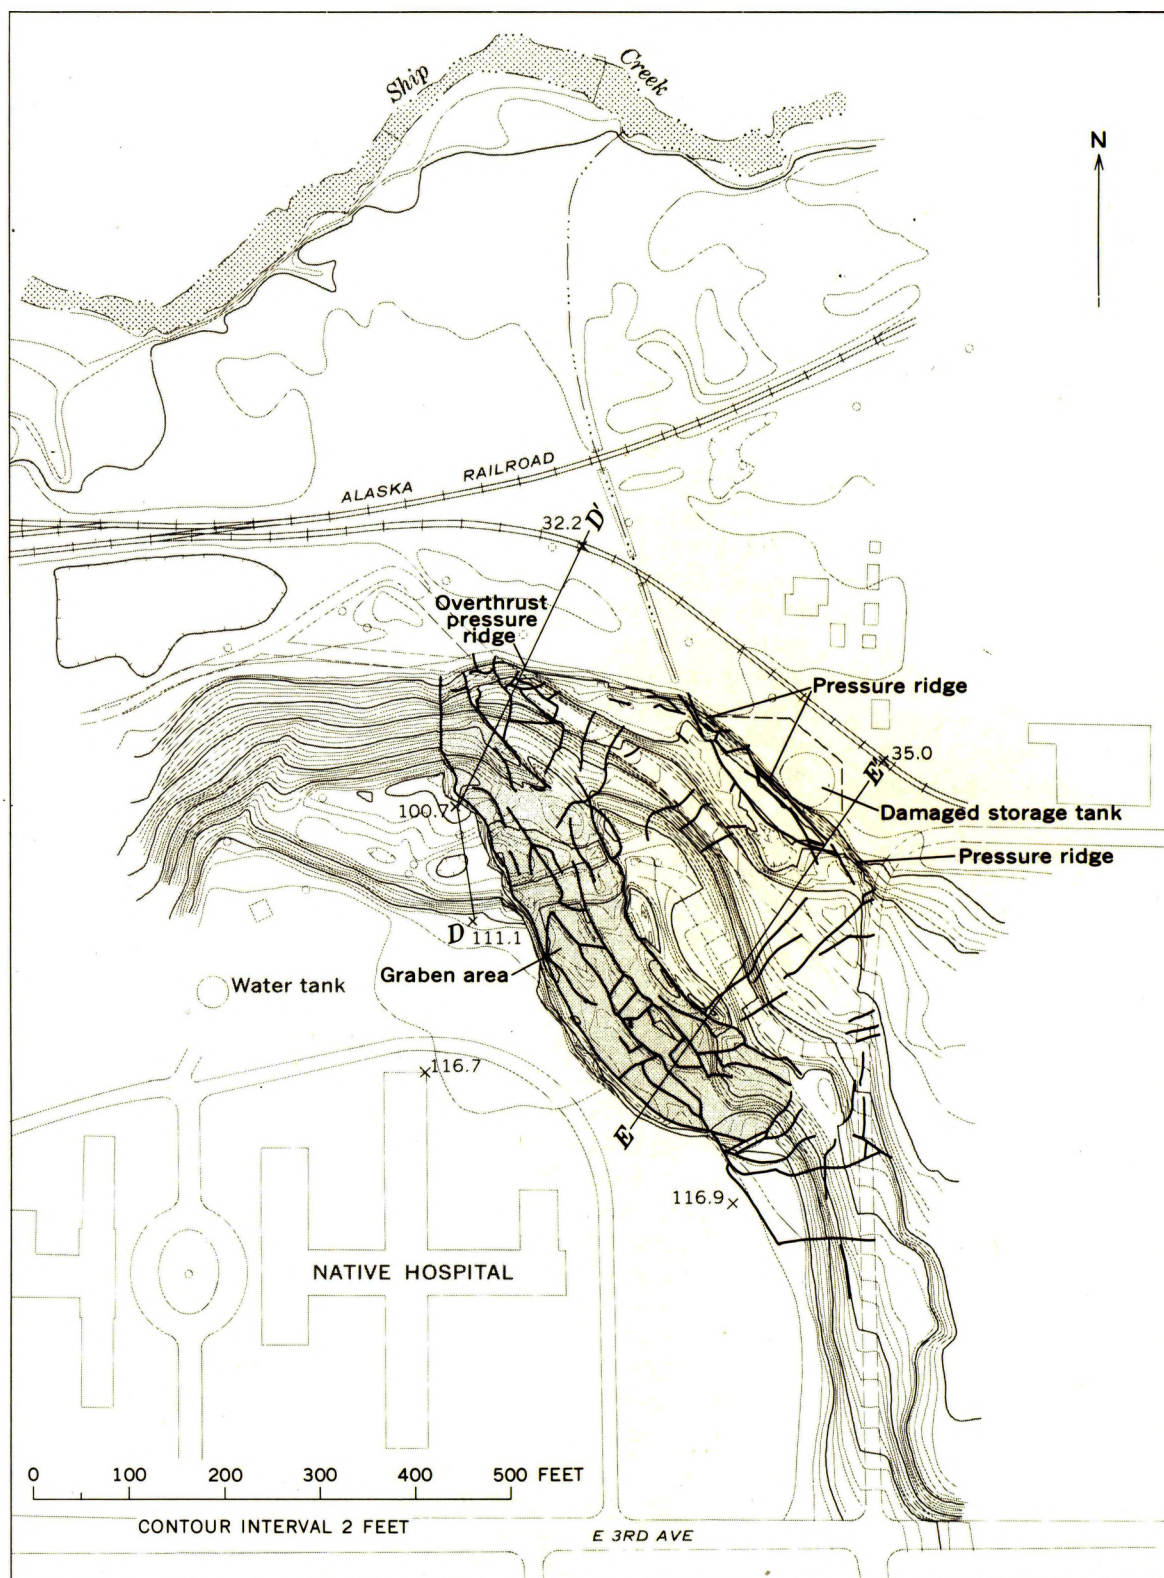 Ship Creek
N
ALASKA RAILROAD
32.2 D'
Overthrust
pressure
ridge
Pressure ridge
E' 35.0
100.7
Damaged storage tank
Pressure ridge
D 111.1
Graben area
Water tank
116.7
E
116.9
NATIVE HOSPITAL
0 100 200 300 400 500 FEET
CONTOUR INTERVAL 2 FEET
E 3RD AVE